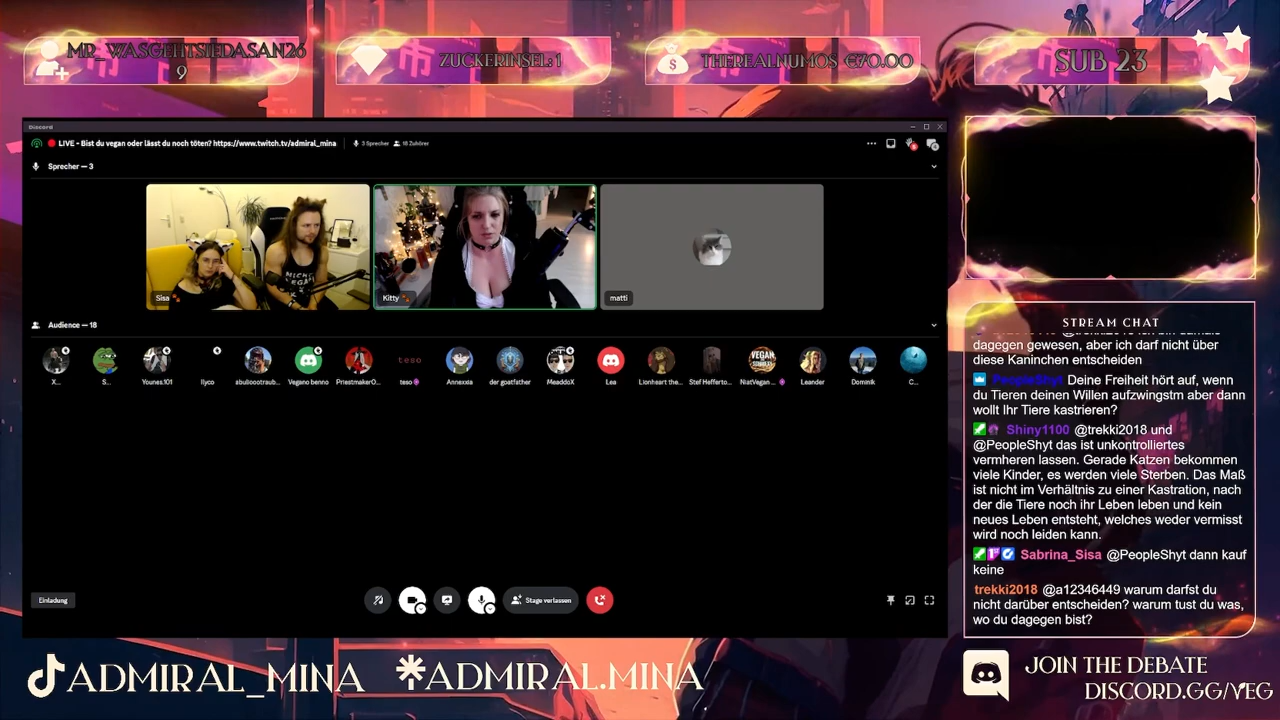 MR_WASGEHTSIEDASAN26
9
ZUCKERINSEL: 1
THEREALNUMOS €70.00
SUB 23
Discord
LIVE - Bist du vegan oder lässt du noch töten? https://www.twitch.tv/admiral_mina
3 Sprecher
18 Zuhörer
Sprecher — 3
Sisa
Kitty
matti
Audience — 18
X...
S...
Younes.101
Ilyco
abuliootraub...
Vegano benno
PriestmakerO...
teso
teso
Annexxia
der goatfather
MeaddoX
Lea
Lionheart the...
Stef Hefferto...
VEGAN
NiatVegan ...
Leander
Dominik
C...
Einladung
Stage verlassen
STREAM CHAT
dagegen gewesen, aber ich darf nicht über
diese Kaninchen entscheiden
PeopleShyt Deine Freiheit hört auf, wenn
du Tieren deinen Willen aufzwingstm aber dann
wollt Ihr Tiere kastrieren?
Shiny1100 @trekki2018 und
@PeopleShyt das ist unkontrolliertes
vermheren lassen. Gerade Katzen bekommen
viele Kinder, es werden viele Sterben. Das Maß
ist nicht im Verhältnis zu einer Kastration, nach
der die Tiere noch ihr Leben leben und kein
neues Leben entsteht, welches weder vermisst
wird noch leiden kann.
Sabrina_Sisa @PeopleShyt dann kauf
keine
trekki2018 @a12346449 warum darfst du
nicht darüber entscheiden? warum tust du was,
wo du dagegen bist?
ADMIRAL_MINA
ADMIRAL.MINA
JOIN THE DEBATE
DISCORD.GG/VEG